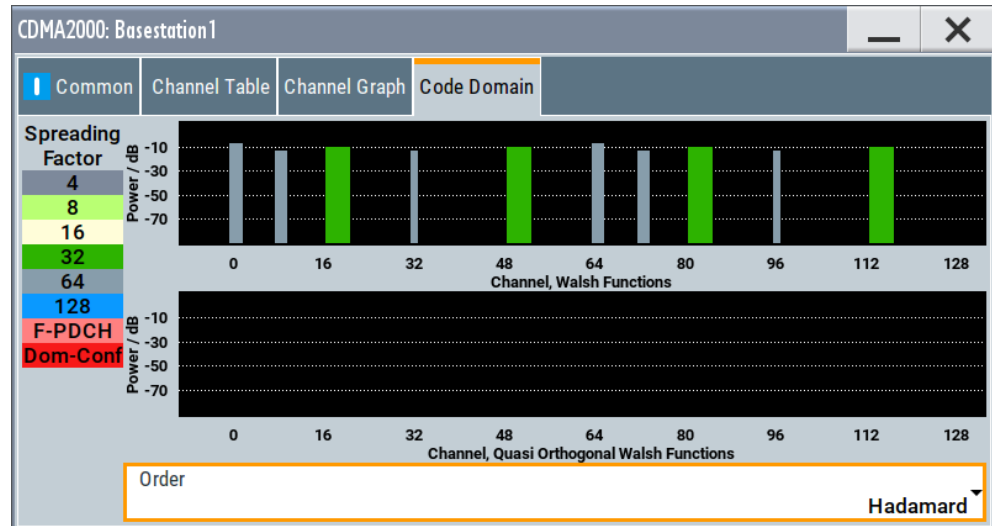 CDMA2000: Basestation1
Common
Channel Table
Channel Graph
Code Domain
Spreading
Factor
4
8
16
32
64
128
F-PDCH
Dom-Conf
Power / dB
-10
-30
-50
-70
0 16 32 48 64 80 96 112 128
Channel, Walsh Functions
Power / dB
-10
-30
-50
-70
0 16 32 48 64 80 96 112 128
Channel, Quasi Orthogonal Walsh Functions
Order
Hadamard